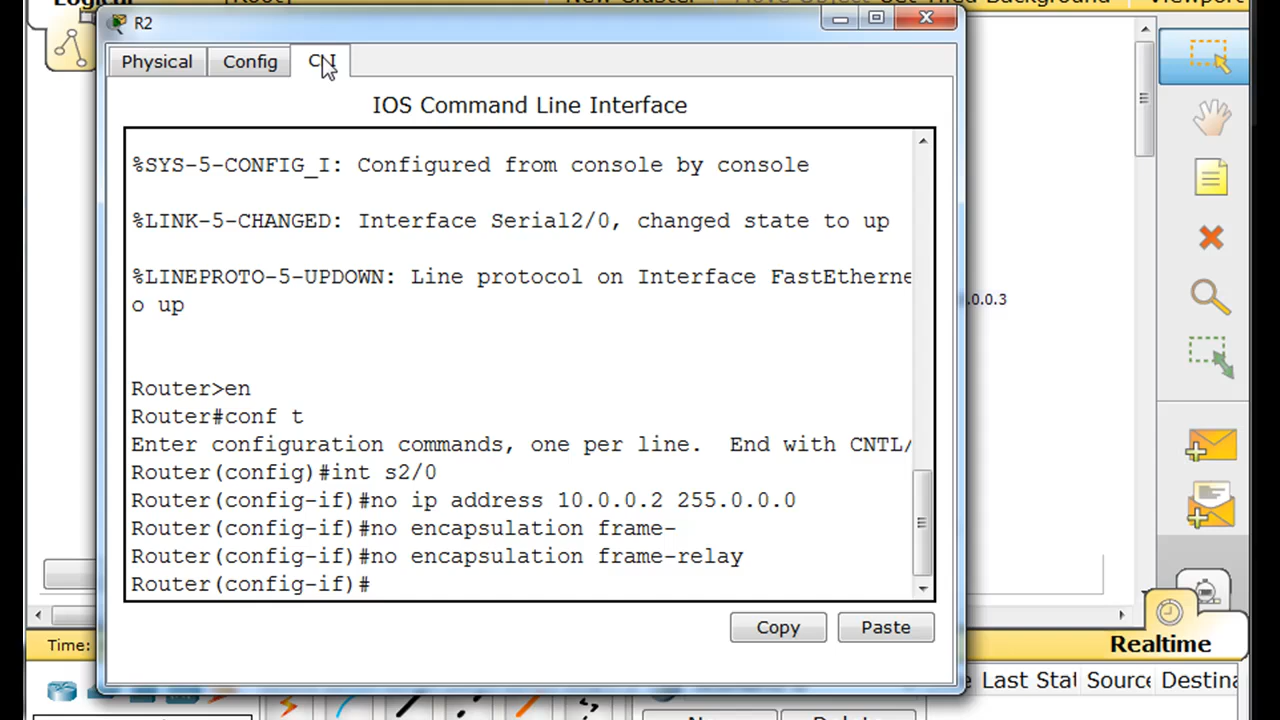 R2
Physical
Config
IOS Command Line Interface
%SYS-5-CONFIG_I: Configured from console by console
%LINK-5-CHANGED: Interface Serial2/0, changed state to up
%LINEPROTO-5-UPDOWN: Line protocol on Interface FastEtherne
o up
Router>en
Router#conf t
Enter configuration commands, one per line.  End with CNTL/
Router(config)#int s2/0
Router(config-if)#no ip address 10.0.0.2 255.0.0.0
Router(config-if)#no encapsulation frame-
Router(config-if)#no encapsulation frame-relay
Router(config-if)#
Copy
Paste
.0.0.3
Time:
Realtime
Last Stat
Source
Destina